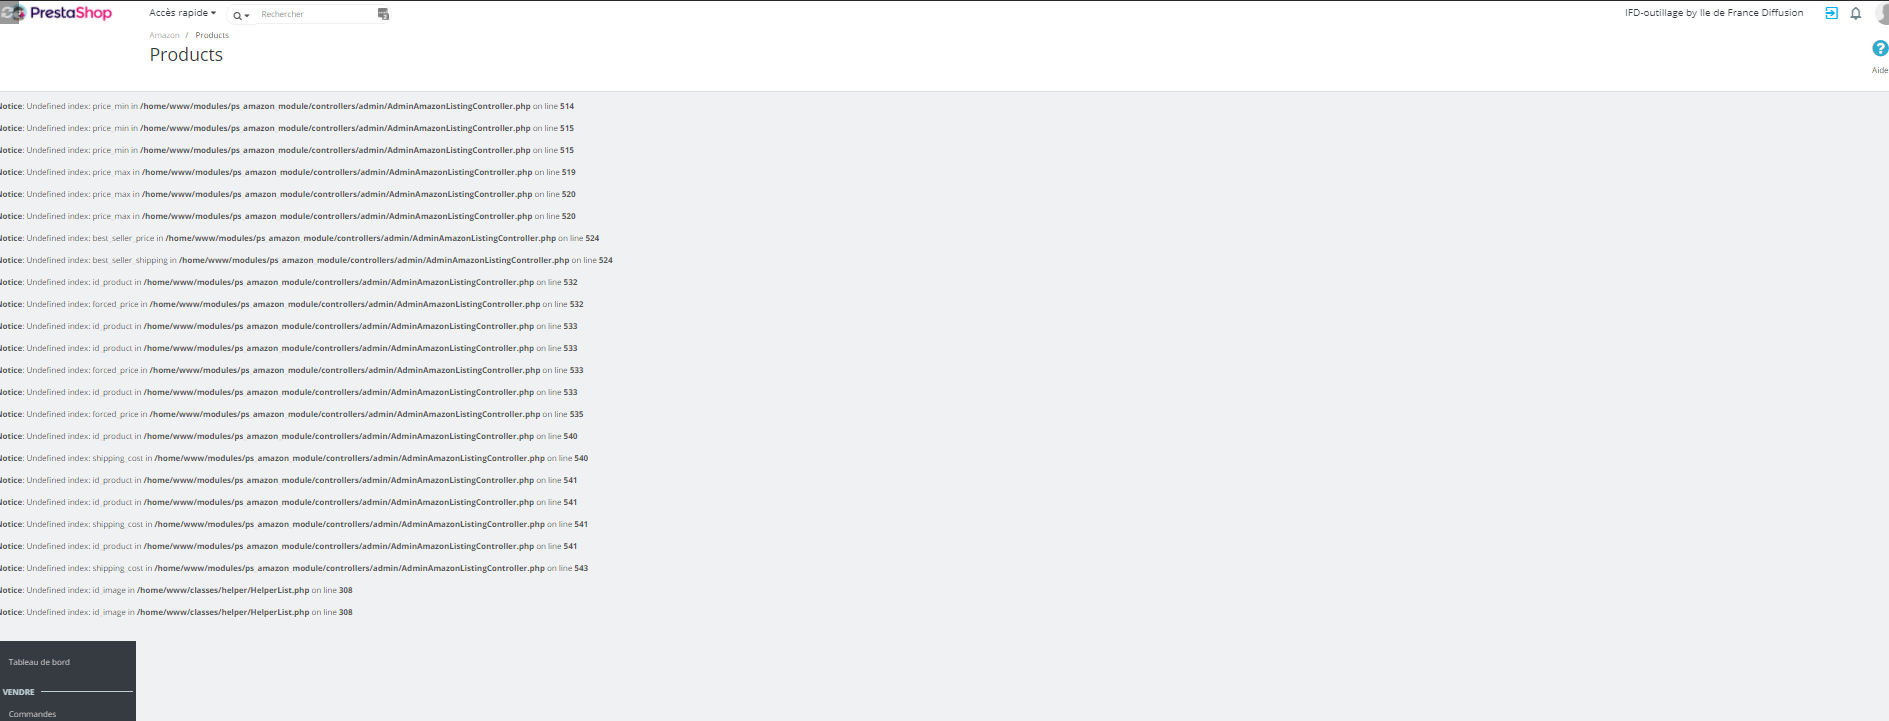 PrestaShop Accès rapide Rechercher IFD-outillage by Ile de France Diffusion
Amazon / Products
Products
Aide
Notice: Undefined index: price_min in /home/www/modules/ps_amazon_module/controllers/admin/AdminAmazonListingController.php on line 514
Notice: Undefined index: price_min in /home/www/modules/ps_amazon_module/controllers/admin/AdminAmazonListingController.php on line 515
Notice: Undefined index: price_min in /home/www/modules/ps_amazon_module/controllers/admin/AdminAmazonListingController.php on line 515
Notice: Undefined index: price_max in /home/www/modules/ps_amazon_module/controllers/admin/AdminAmazonListingController.php on line 519
Notice: Undefined index: price_max in /home/www/modules/ps_amazon_module/controllers/admin/AdminAmazonListingController.php on line 520
Notice: Undefined index: price_max in /home/www/modules/ps_amazon_module/controllers/admin/AdminAmazonListingController.php on line 520
Notice: Undefined index: best_seller_price in /home/www/modules/ps_amazon_module/controllers/admin/AdminAmazonListingController.php on line 524
Notice: Undefined index: best_seller_shipping in /home/www/modules/ps_amazon_module/controllers/admin/AdminAmazonListingController.php on line 524
Notice: Undefined index: id_product in /home/www/modules/ps_amazon_module/controllers/admin/AdminAmazonListingController.php on line 532
Notice: Undefined index: forced_price in /home/www/modules/ps_amazon_module/controllers/admin/AdminAmazonListingController.php on line 532
Notice: Undefined index: id_product in /home/www/modules/ps_amazon_module/controllers/admin/AdminAmazonListingController.php on line 533
Notice: Undefined index: id_product in /home/www/modules/ps_amazon_module/controllers/admin/AdminAmazonListingController.php on line 533
Notice: Undefined index: forced_price in /home/www/modules/ps_amazon_module/controllers/admin/AdminAmazonListingController.php on line 533
Notice: Undefined index: id_product in /home/www/modules/ps_amazon_module/controllers/admin/AdminAmazonListingController.php on line 533
Notice: Undefined index: forced_price in /home/www/modules/ps_amazon_module/controllers/admin/AdminAmazonListingController.php on line 535
Notice: Undefined index: id_product in /home/www/modules/ps_amazon_module/controllers/admin/AdminAmazonListingController.php on line 540
Notice: Undefined index: shipping_cost in /home/www/modules/ps_amazon_module/controllers/admin/AdminAmazonListingController.php on line 540
Notice: Undefined index: id_product in /home/www/modules/ps_amazon_module/controllers/admin/AdminAmazonListingController.php on line 541
Notice: Undefined index: id_product in /home/www/modules/ps_amazon_module/controllers/admin/AdminAmazonListingController.php on line 541
Notice: Undefined index: shipping_cost in /home/www/modules/ps_amazon_module/controllers/admin/AdminAmazonListingController.php on line 541
Notice: Undefined index: id_product in /home/www/modules/ps_amazon_module/controllers/admin/AdminAmazonListingController.php on line 541
Notice: Undefined index: shipping_cost in /home/www/modules/ps_amazon_module/controllers/admin/AdminAmazonListingController.php on line 543
Notice: Undefined index: id_image in /home/www/classes/helper/HelperList.php on line 308
Notice: Undefined index: id_image in /home/www/classes/helper/HelperList.php on line 308
Tableau de bord
VENDRE
Commandes